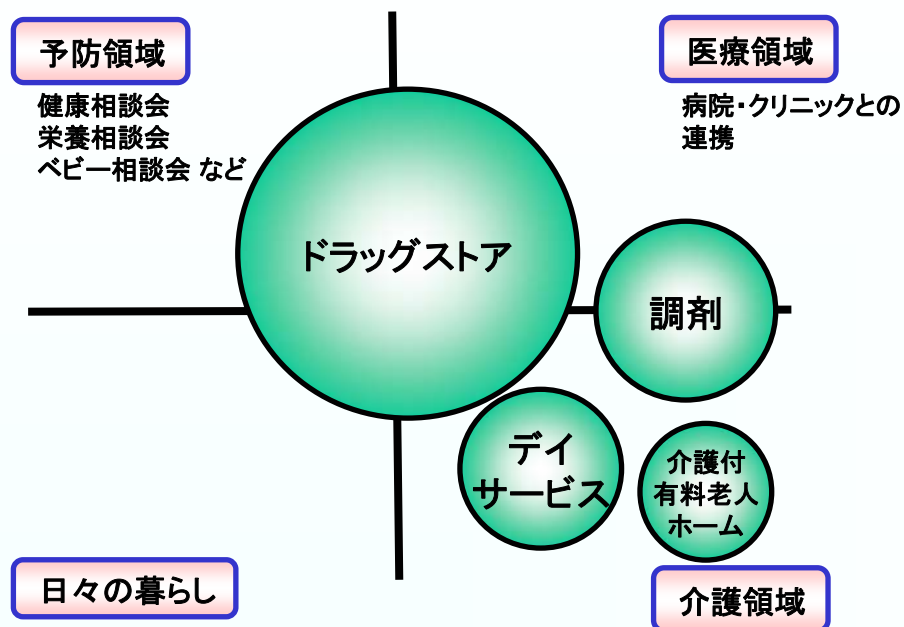 予防領域
健康相談会
栄養相談会
ベビー相談会 など
医療領域
病院・クリニックとの
連携
ドラッグストア
調剤
デイ
サービス
介護付
有料老人
ホーム
日々の暮らし
介護領域